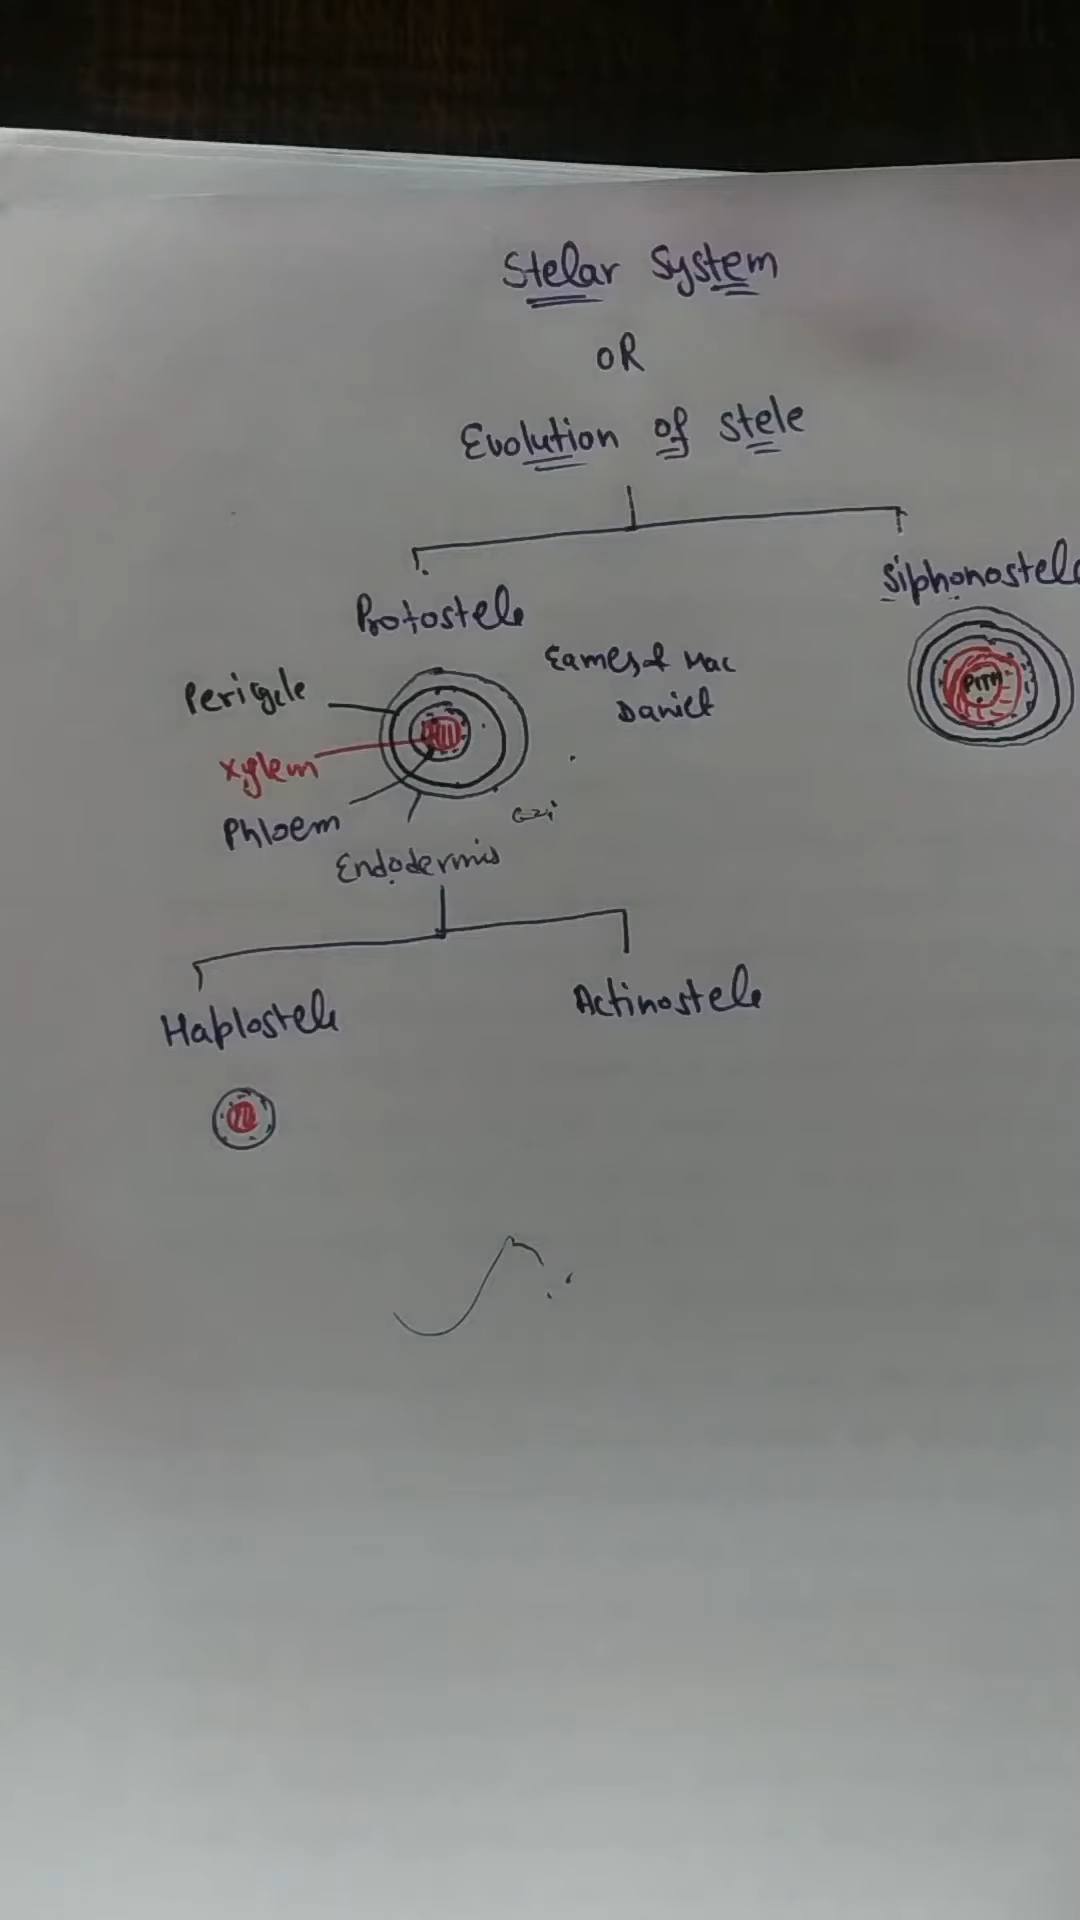 Stelar System
OR
Evolution of Stele
Protostele
Siphonostele
Eames & Mac
Daniel
Pericycle
Xylem
Phloem
Endodermis
PITH
Haplostele
Actinostele